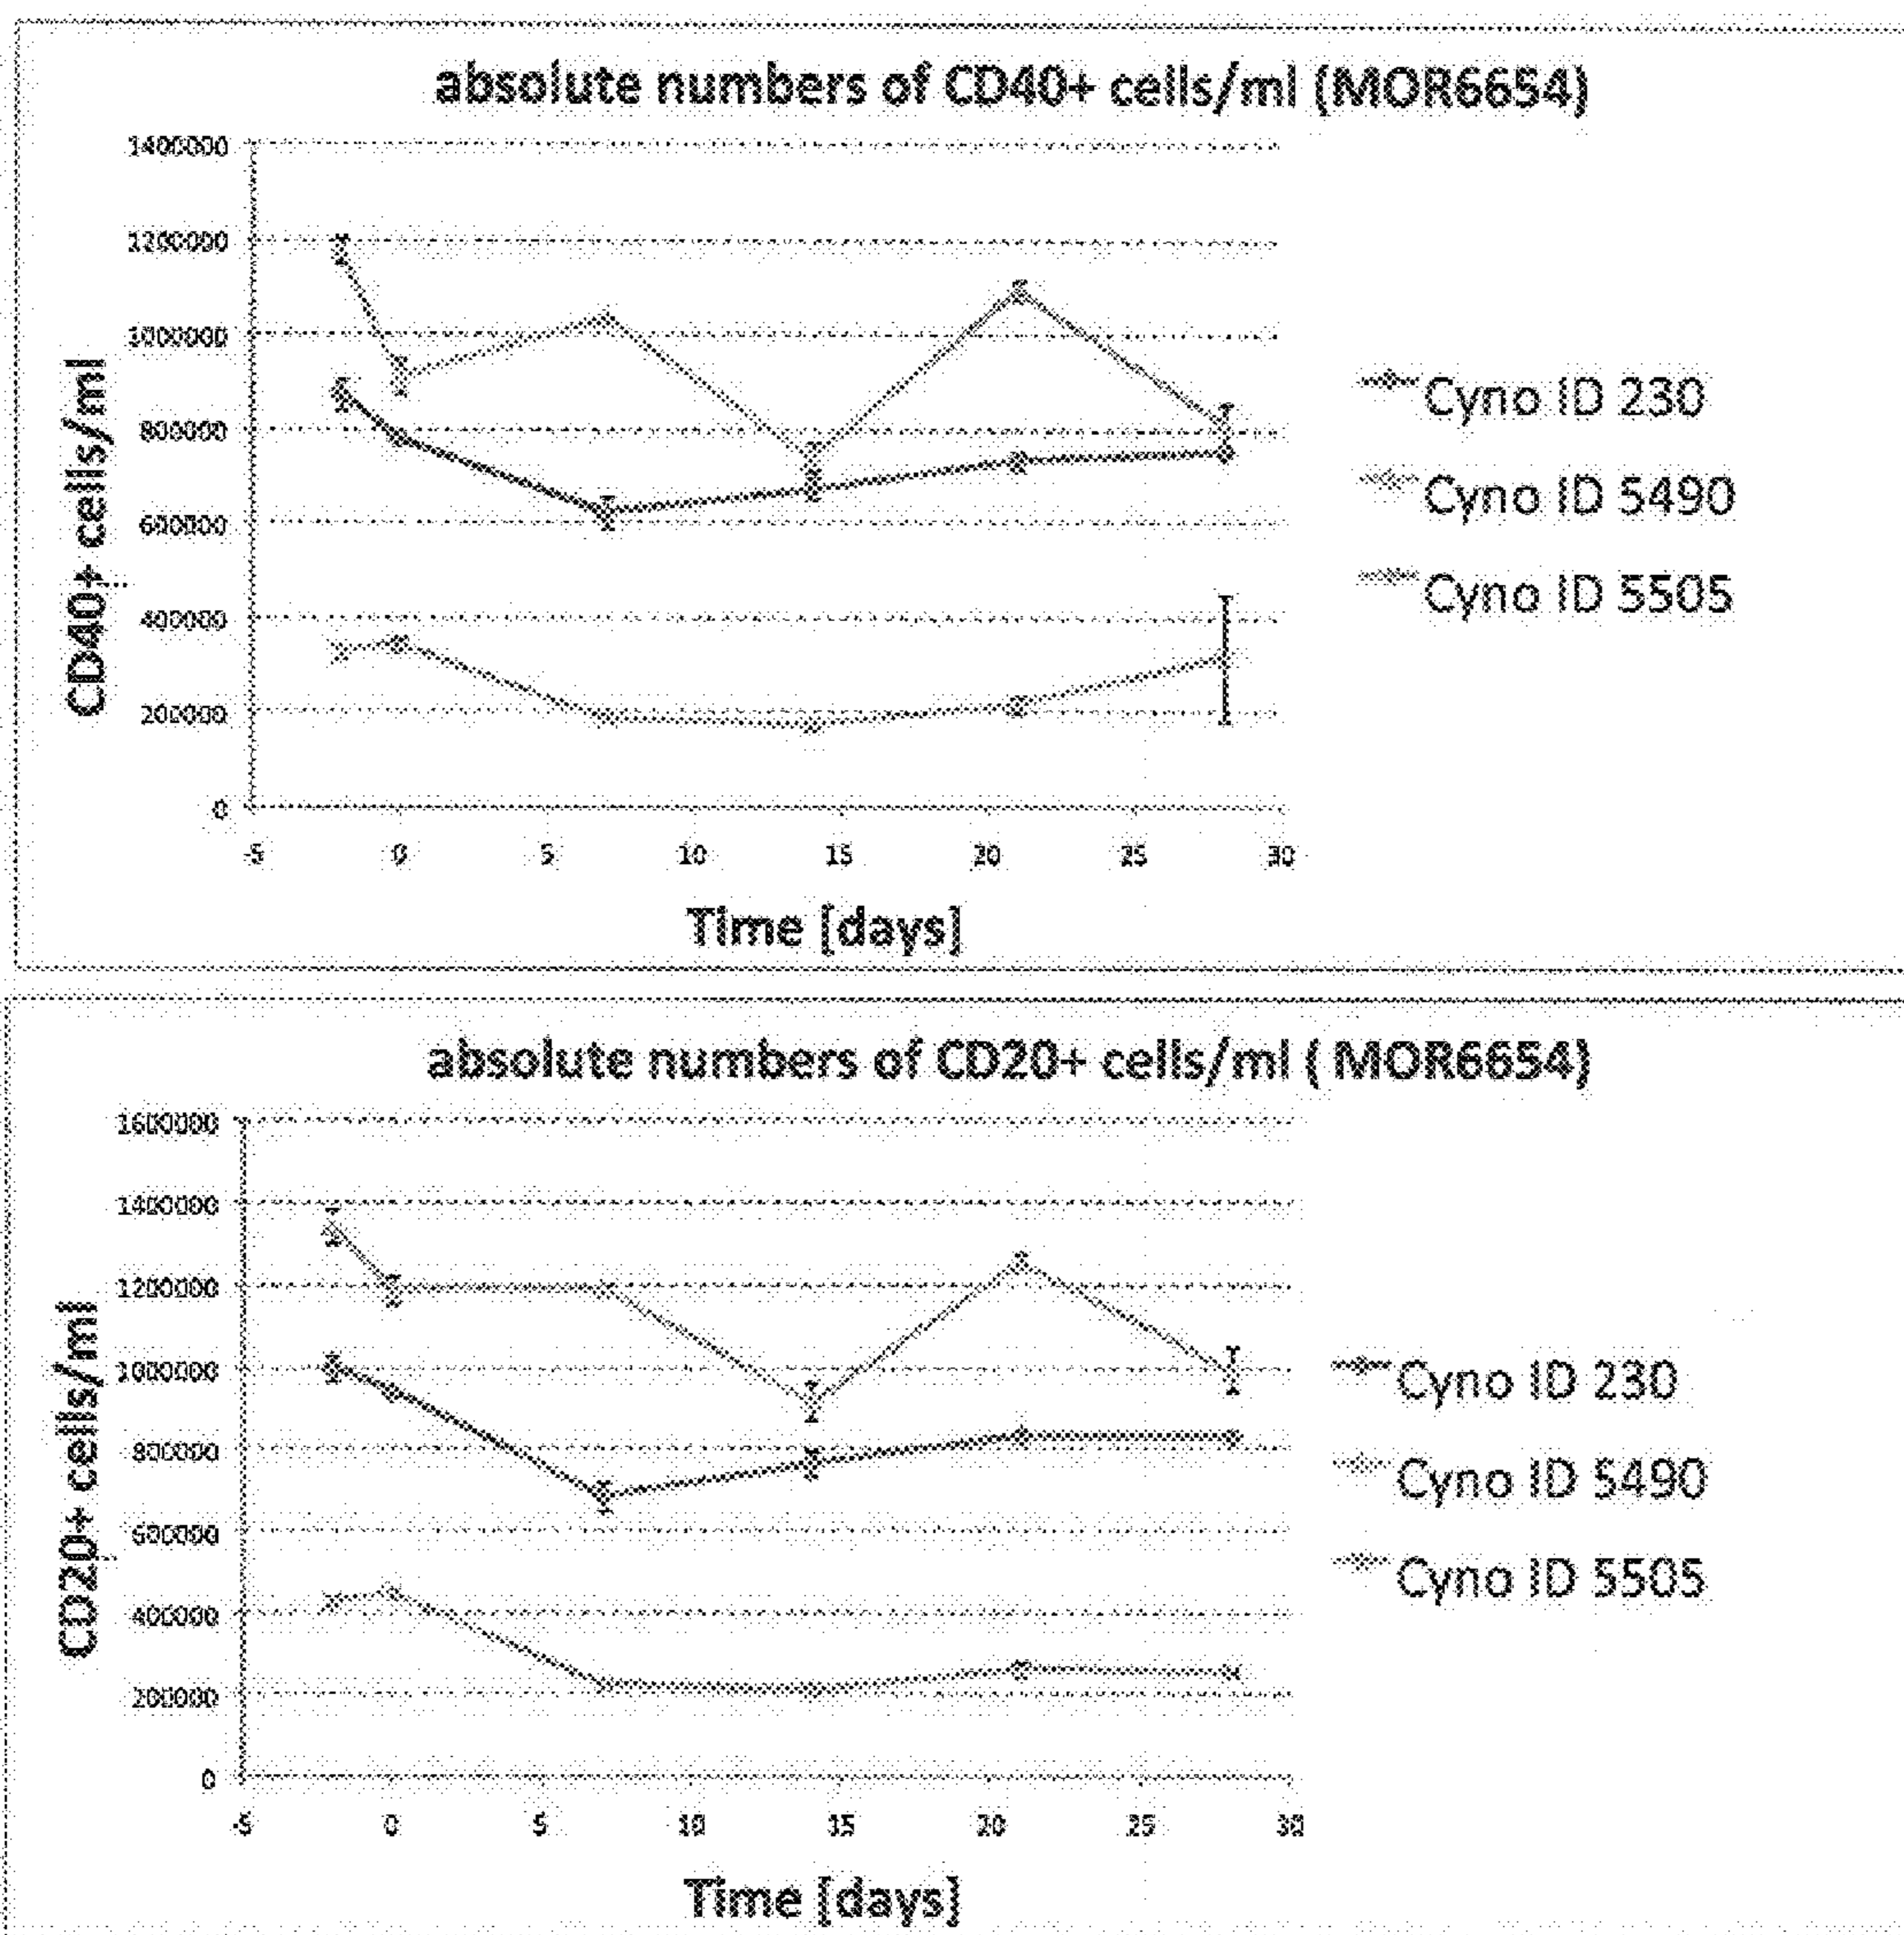 absolute numbers of CD40+ cells/ml (MOR6654)
1400000
1200000
1000000
800000
600000
400000
200000
0
CD40+ cells/ml
-5 0 5 10 15 20 25 30
Time [days]
Cyno ID 230
Cyno ID 5490
Cyno ID 5505
absolute numbers of CD20+ cells/ml ( MOR6654)
1600000
1400000
1200000
1000000
800000
600000
400000
200000
0
CD20+ cells/ml
-5 0 5 10 15 20 25 30
Time [days]
Cyno ID 230
Cyno ID 5490
Cyno ID 5505